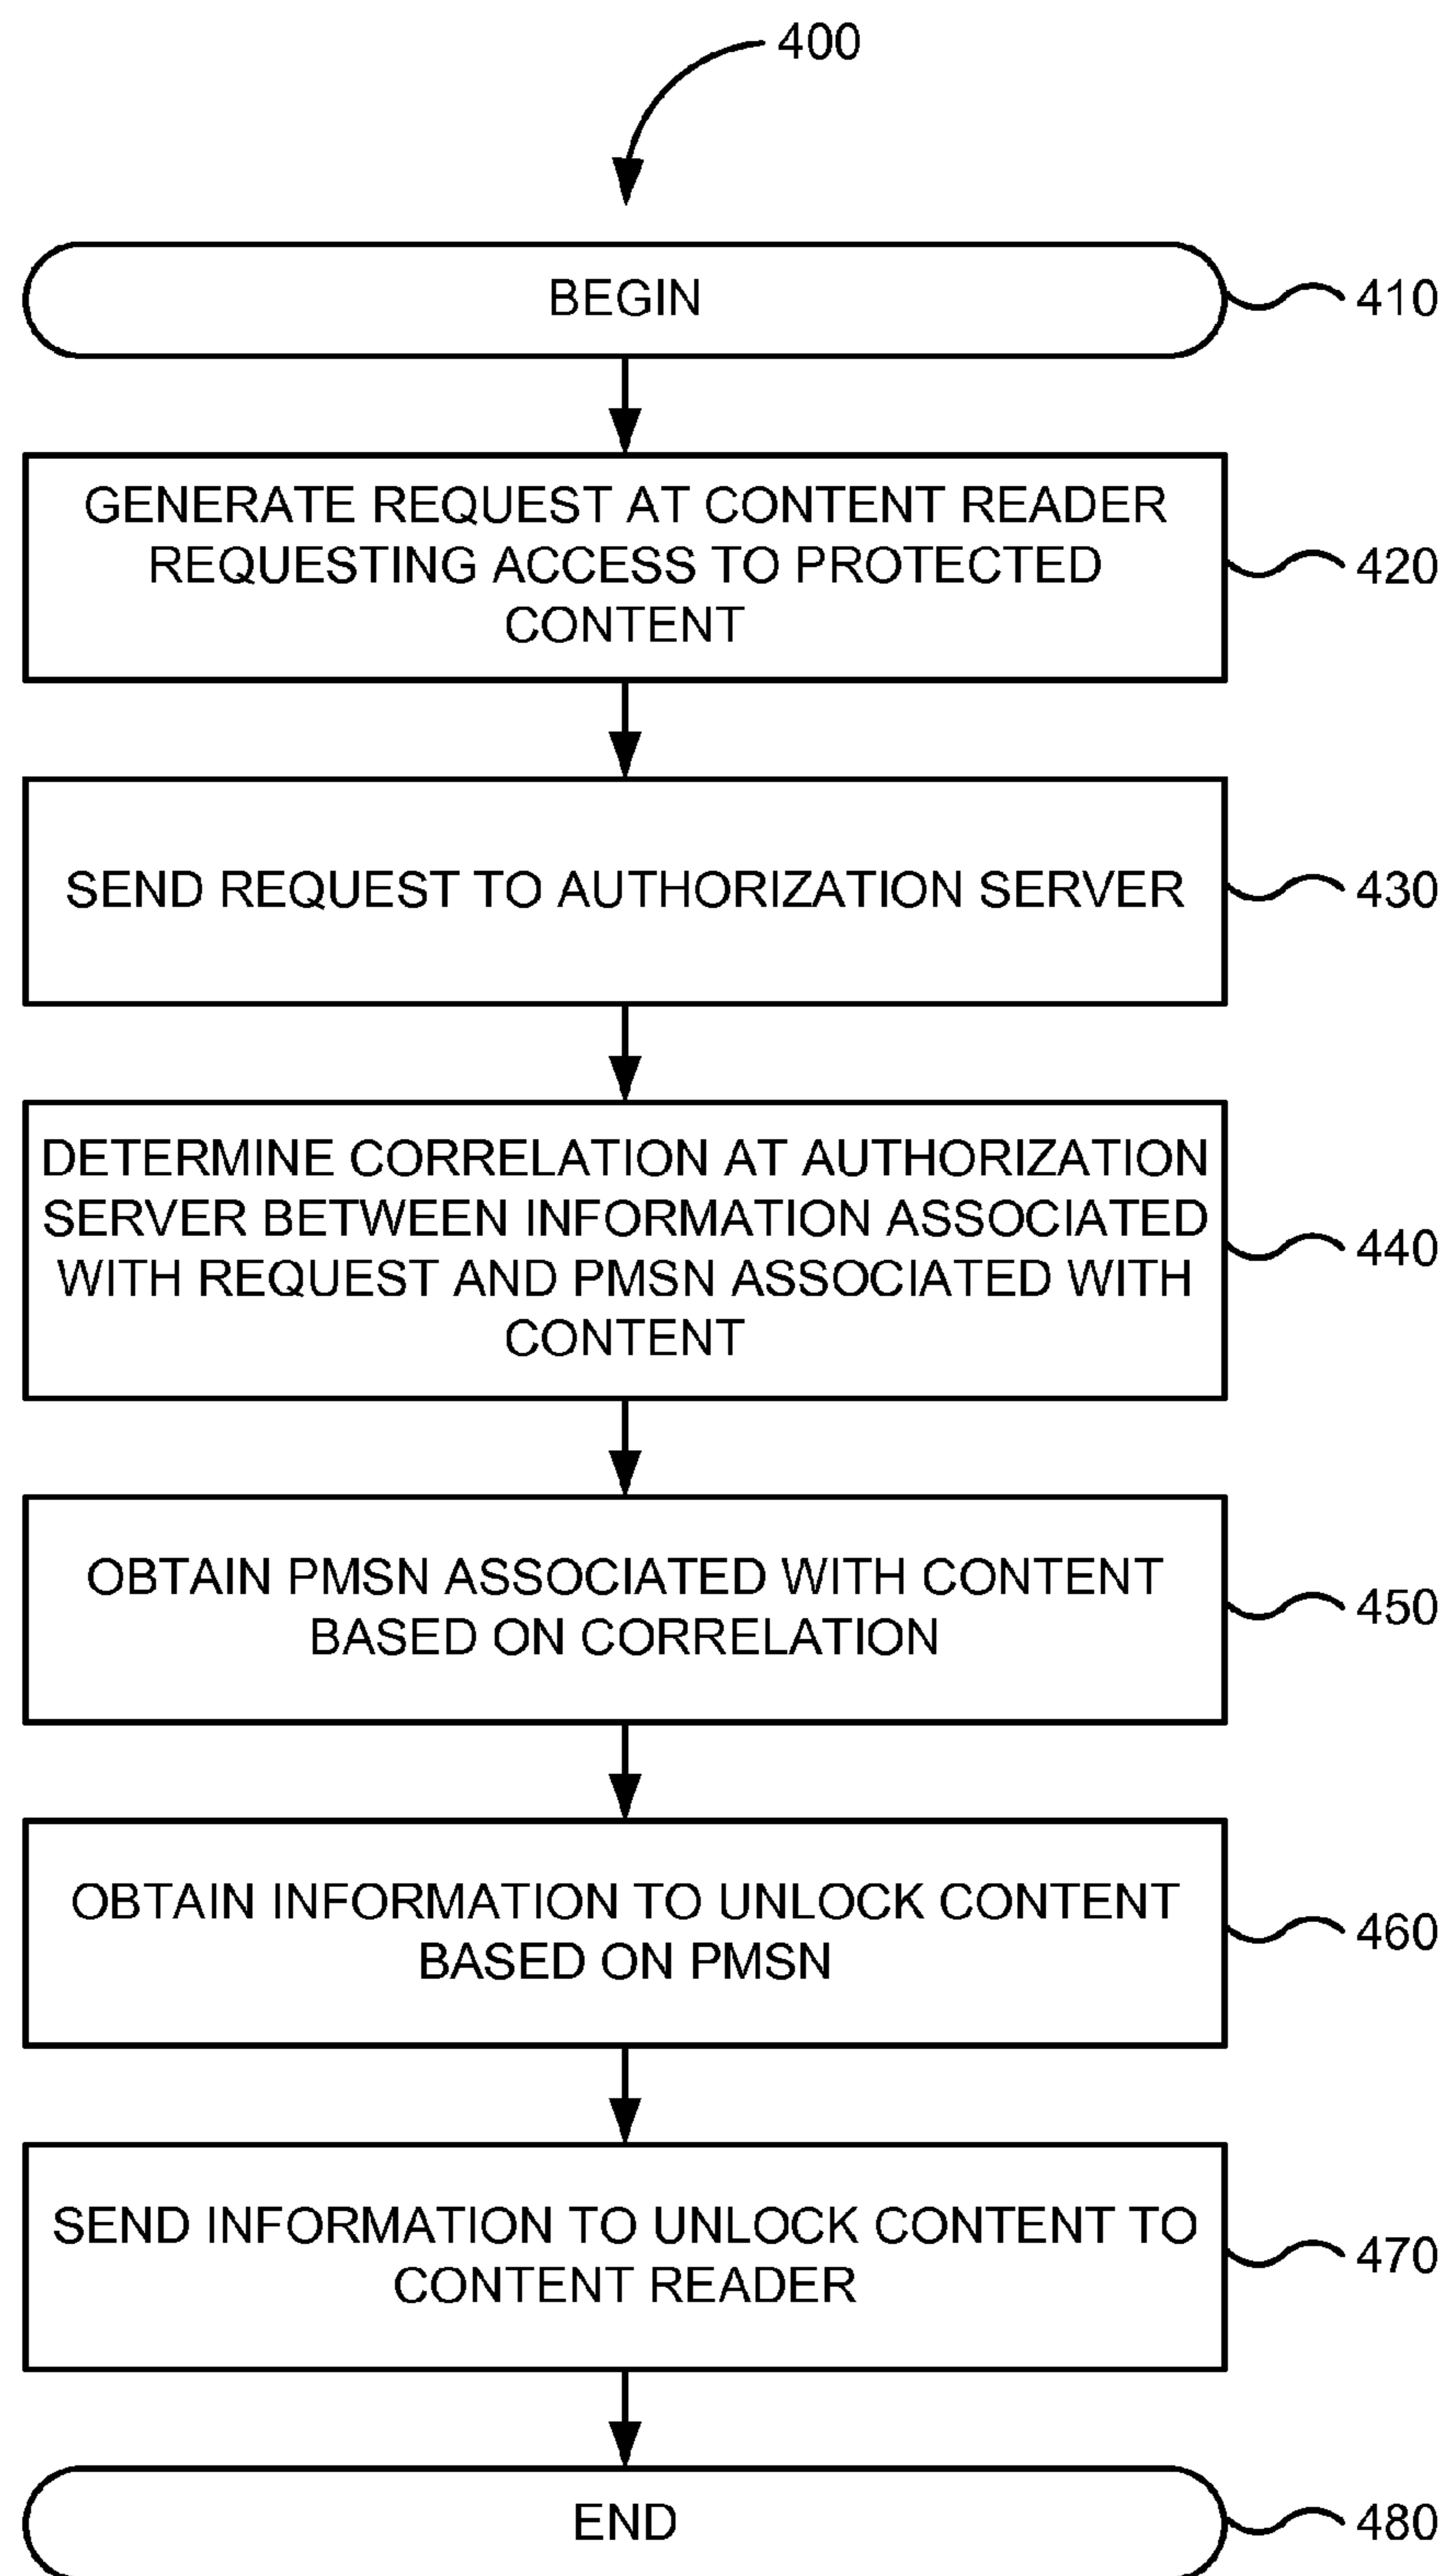 400
BEGIN
410
GENERATE REQUEST AT CONTENT READER
REQUESTING ACCESS TO PROTECTED
CONTENT
420
SEND REQUEST TO AUTHORIZATION SERVER
430
DETERMINE CORRELATION AT AUTHORIZATION
SERVER BETWEEN INFORMATION ASSOCIATED
WITH REQUEST AND PMSN ASSOCIATED WITH
CONTENT
440
OBTAIN PMSN ASSOCIATED WITH CONTENT
BASED ON CORRELATION
450
OBTAIN INFORMATION TO UNLOCK CONTENT
BASED ON PMSN
460
SEND INFORMATION TO UNLOCK CONTENT TO
CONTENT READER
470
END
480